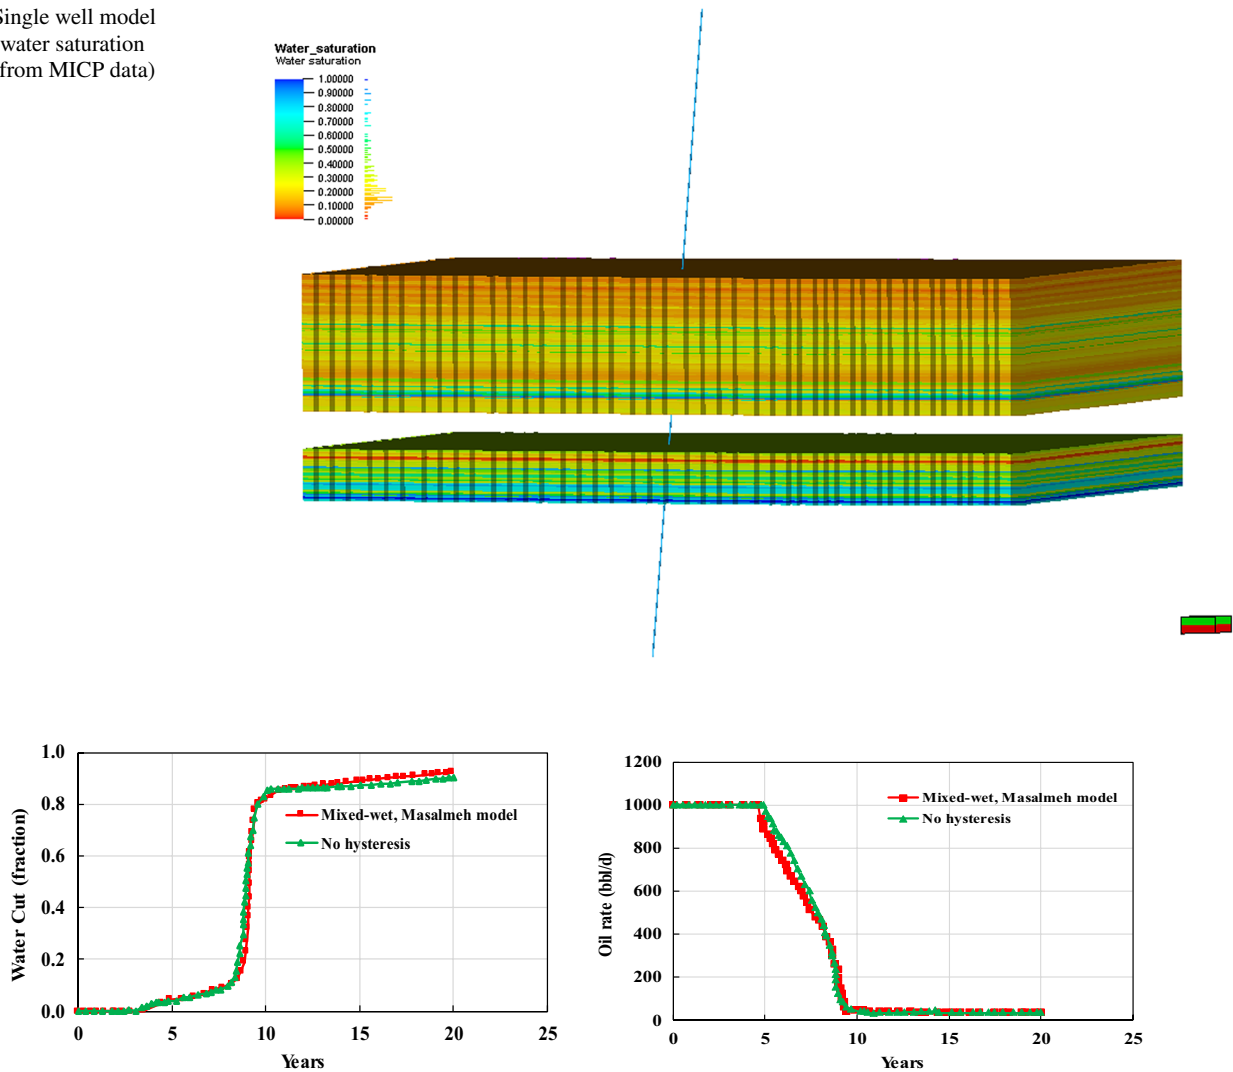 Single well model
water saturation
from MICP data)
Water_saturation
Water saturation
1.00000
0.90000
0.80000
0.70000
0.60000
0.50000
0.40000
0.30000
0.20000
0.10000
0.00000
1.0
0.8
0.6
0.4
0.2
0.0
0 5 10 15 20 25
Water Cut (fraction)
Years
Mixed-wet, Masalmeh model
No hysteresis
1200
1000
800
600
400
200
0
0 5 10 15 20 25
Oil rate (bbl/d)
Years
Mixed-wet, Masalmeh model
No hysteresis